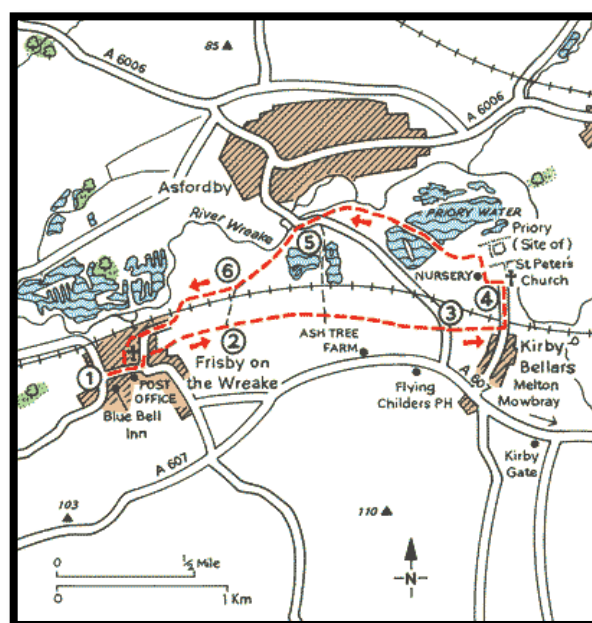 A 6006
85
A 6006
Asfordby
River Wreake
PRIORY WATER
Priory
(Site of)
St Peter's
Church
5
6
NURSERY
4
3
2
ASH TREE
FARM
Kirby
Bellars
Frisby on
the Wreake
1
POST
OFFICE
Blue Bell
Inn
Flying
Childers PH
A 607
Melton
Mowbray
Kirby
Gate
A 607
103
110
0 ½ Mile
0 1 Km
N